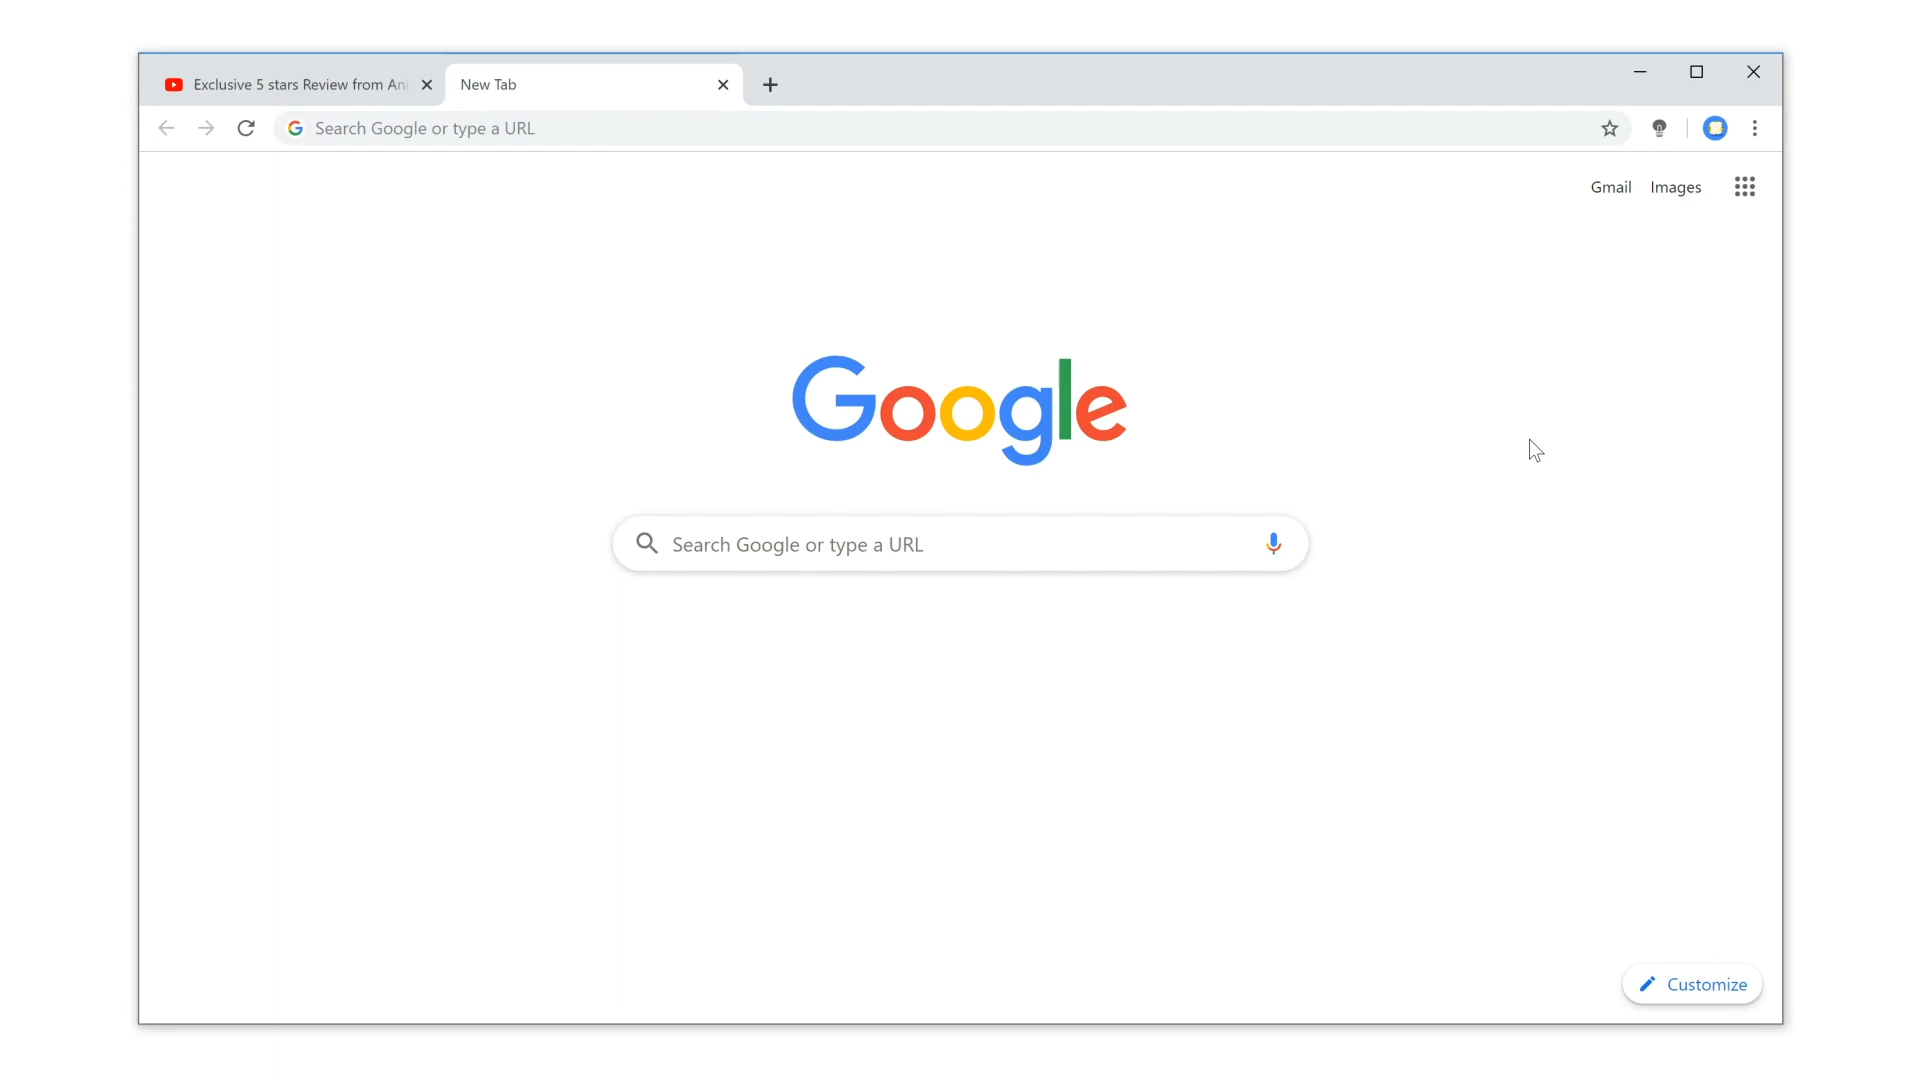 Exclusive 5 stars Review from
New Tab
Search Google or type a URL
Gmail
Images
Google
Search Google or type a URL
Customize